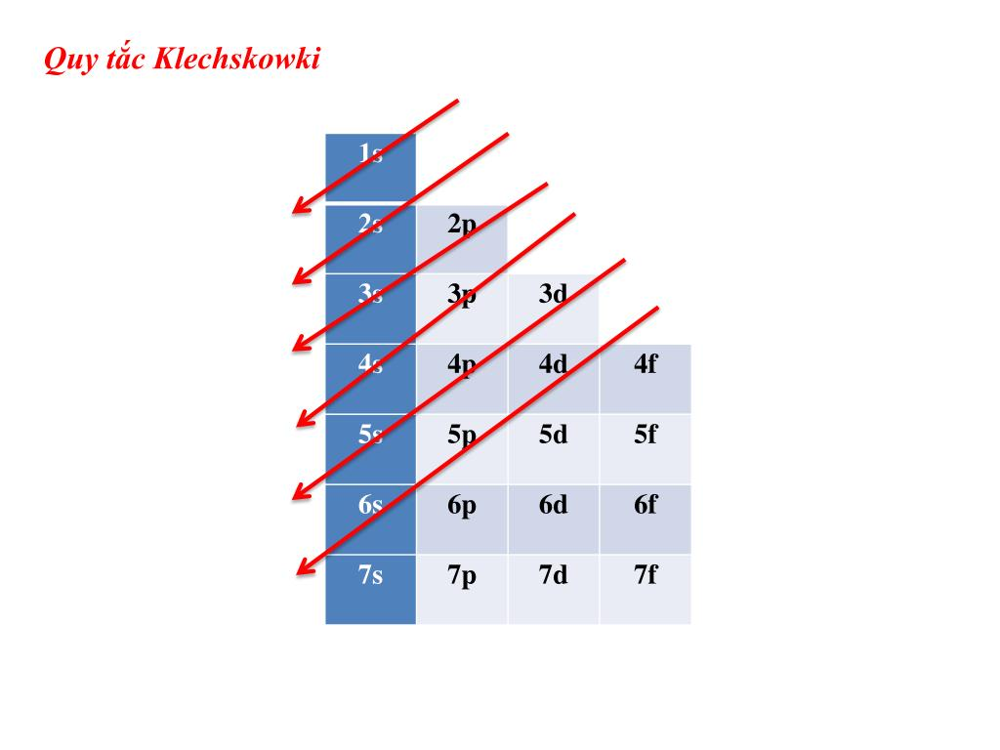 Quy tắc Klechskowki
1s
2s 2p
3s 3p 3d
4s 4p 4d 4f
5s 5p 5d 5f
6s 6p 6d 6f
7s 7p 7d 7f